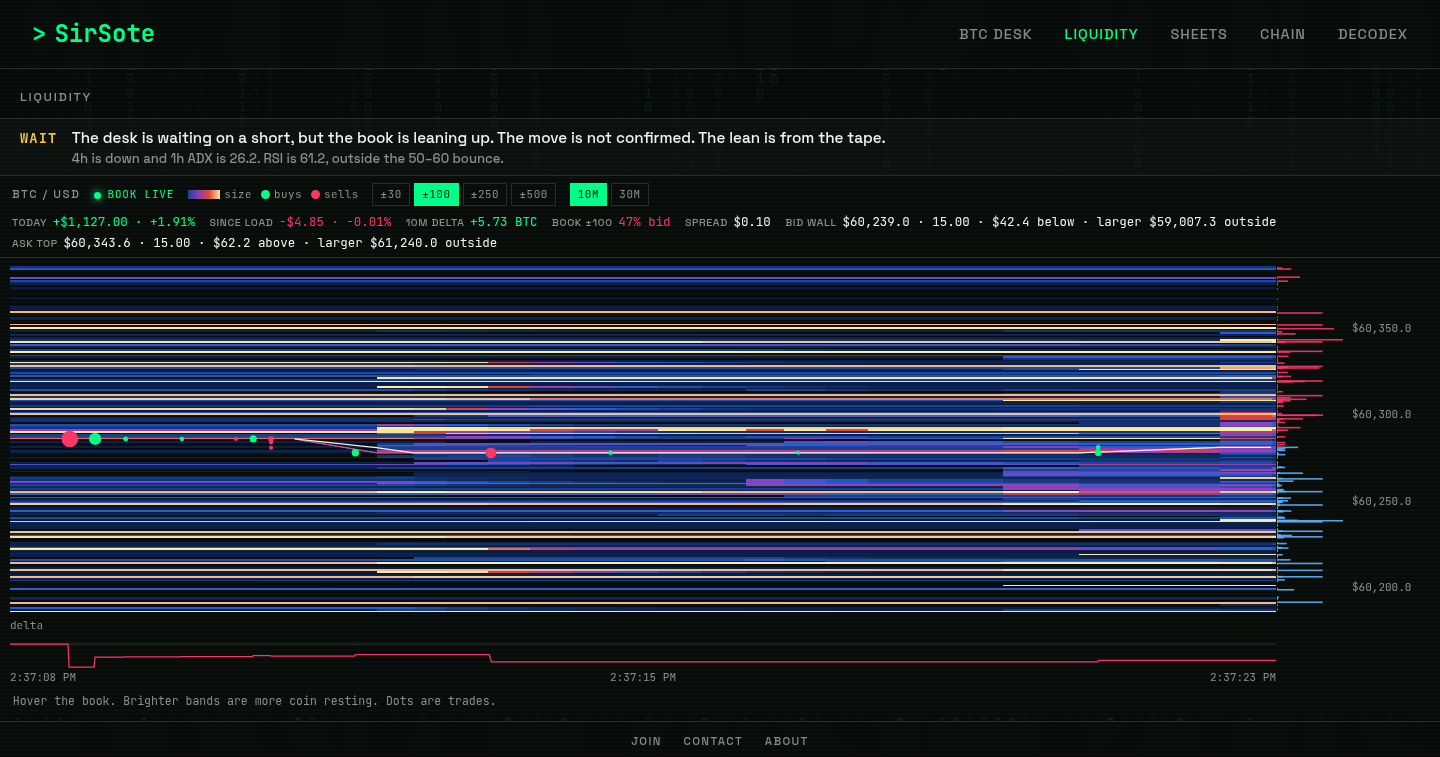 > SirSote
BTC DESK LIQUIDITY SHEETS CHAIN DECODEX
LIQUIDITY
WAIT The desk is waiting on a short, but the book is leaning up. The move is not confirmed. The lean is from the tape.
4h is down and 1h ADX is 26.2. RSI is 61.2, outside the 50–60 bounce.
BTC / USD BOOK LIVE size buys sells ±30 ±100 ±250 ±500 10M 30M
TODAY +$1,127.00 · +1.91% SINCE LOAD -$4.85 · -0.01% 10M DELTA +5.73 BTC BOOK ±100 47% bid SPREAD $0.10 BID WALL $60,239.0 · 15.00 · $42.4 below · larger $59,007.3 outside
ASK TOP $60,343.6 · 15.00 · $62.2 above · larger $61,240.0 outside
$60,350.0
$60,300.0
$60,250.0
$60,200.0
delta
2:37:08 PM 2:37:15 PM 2:37:23 PM
Hover the book. Brighter bands are more coin resting. Dots are trades.
JOIN CONTACT ABOUT